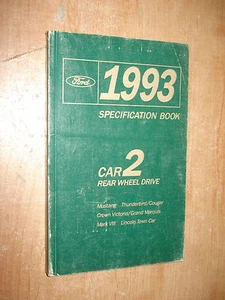 Ford
1993
SPECIFICATION BOOK
CAR 2
REAR WHEEL DRIVE
Mustang Thunderbird/Cougar
Crown Victoria/Grand Marquis
Mark VIII Lincoln Town Car